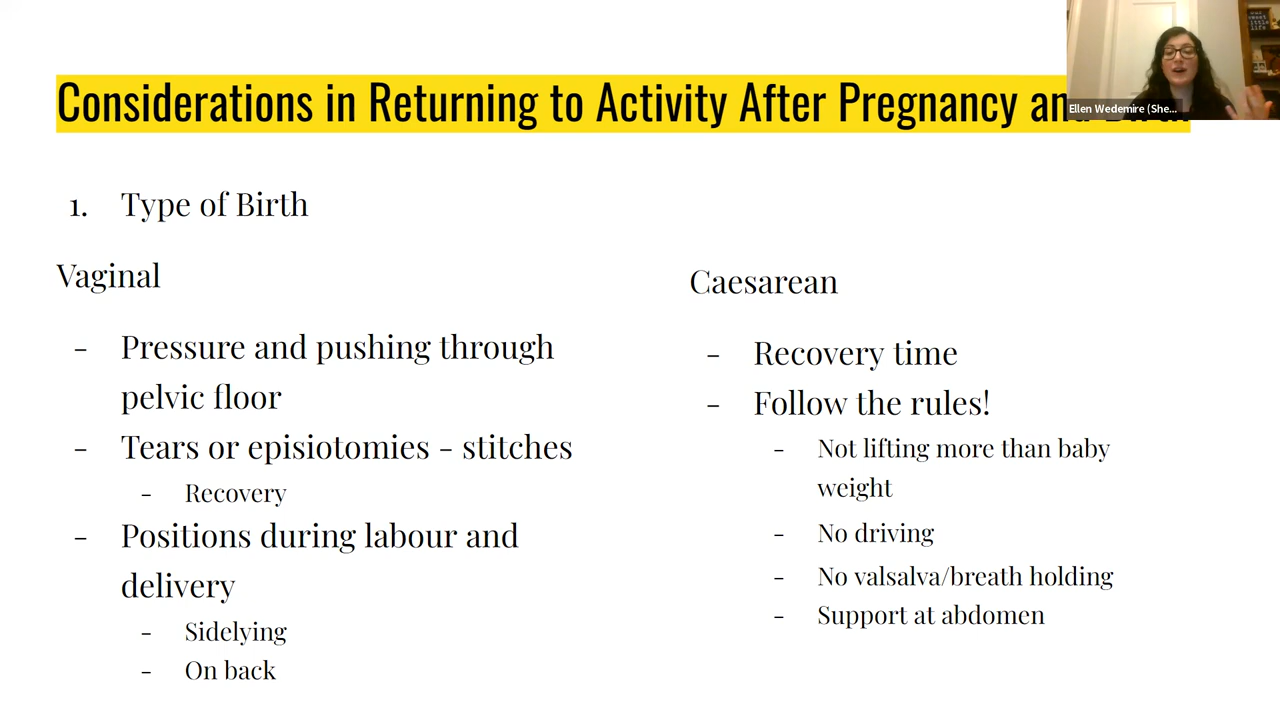 Considerations in Returning to Activity After Pregnancy and
Ellen Wedemire (She...
1. Type of Birth
Vaginal
- Pressure and pushing through
pelvic floor
- Tears or episiotomies - stitches
- Recovery
- Positions during labour and
delivery
- Sidelying
- On back
Caesarean
- Recovery time
- Follow the rules!
- Not lifting more than baby
weight
- No driving
- No valsalva/breath holding
- Support at abdomen